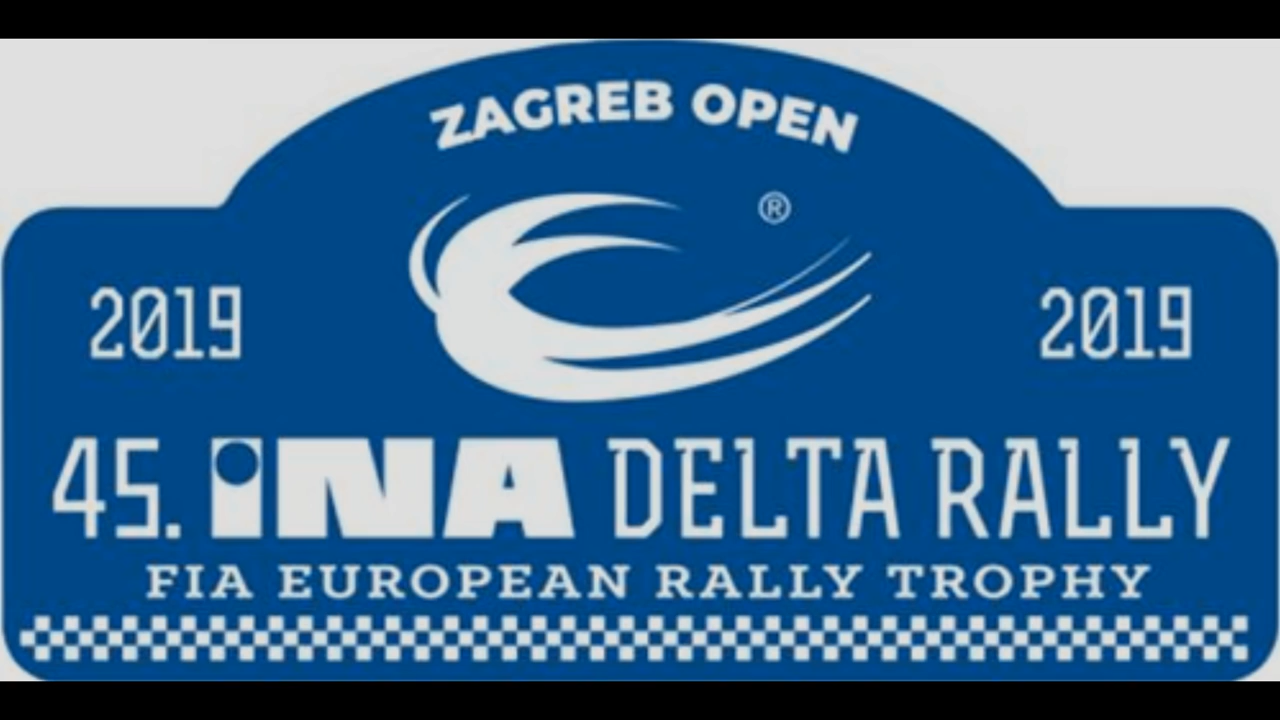 ZAGREB OPEN
®
2019 2019
45. iNA DELTA RALLY
FIA EUROPEAN RALLY TROPHY